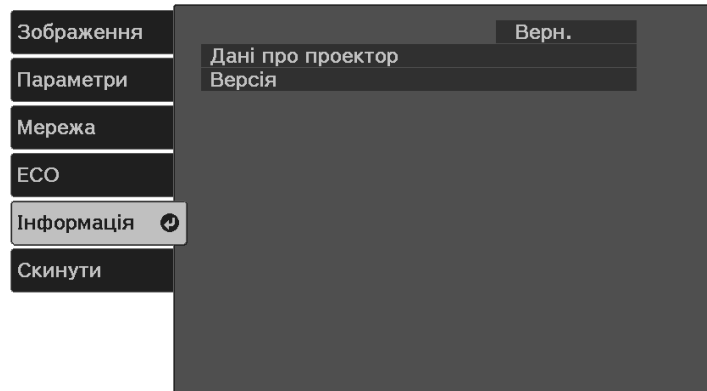 Зображення
Параметри
Мережа
ECO
Інформація
Скинути
Верн.
Дані про проектор
Версія